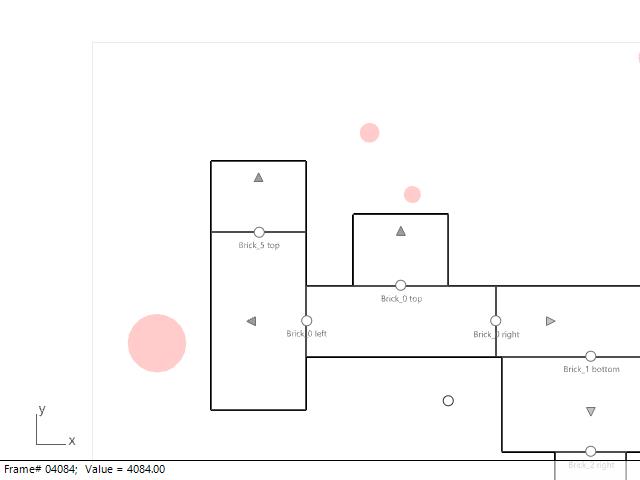 Brick_5 top
Brick_0 top
Brick_0 left
Brick_0 right
Brick_1 bottom
y
x
Brick_2 right
Frame# 04084;  Value = 4084.00